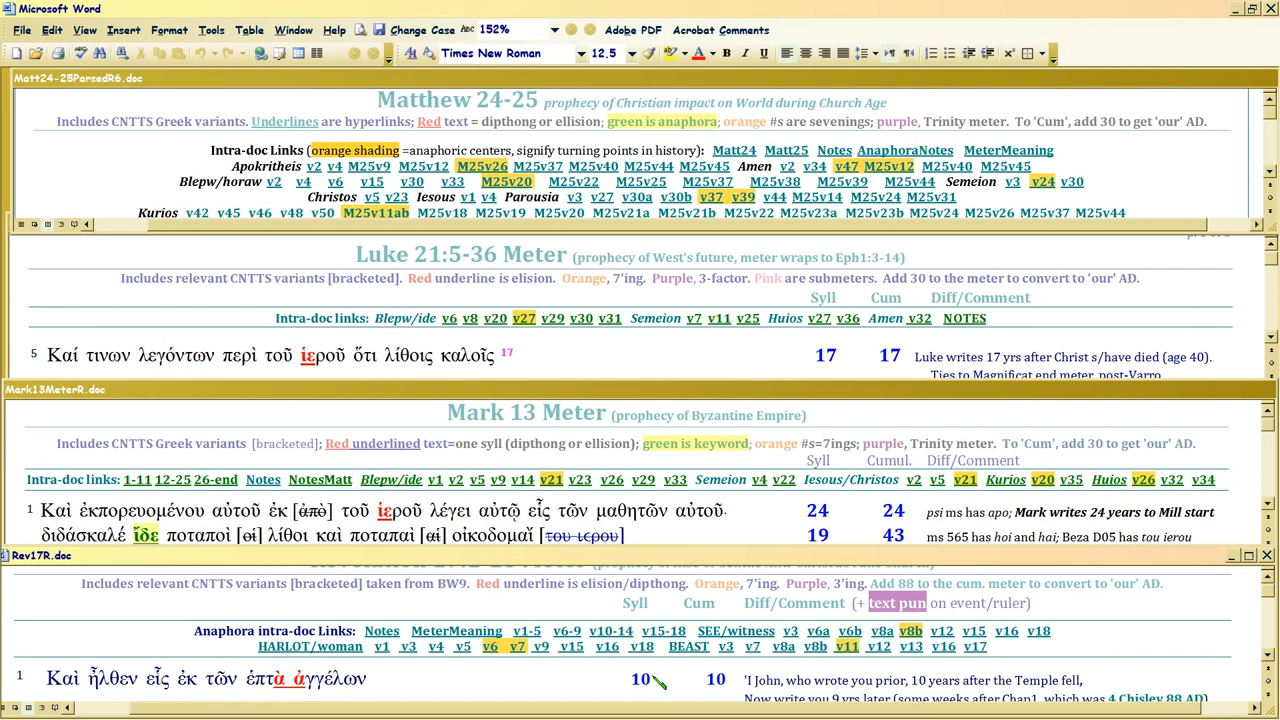 Microsoft Word
File Edit View Insert Format Tools Table Window Help Change Case 152% Adobe PDF Acrobat Comments
Times New Roman 12.5 B I U
Matt24-25ParsedR6.doc
Matthew 24-25 prophecy of Christian impact on World during Church Age
Includes CNTTS Greek variants. Underlines are hyperlinks; Red text = dipthong or ellision; green is anaphora; orange #s are sevenings; purple, Trinity meter. To 'Cum', add 30 to get 'our' AD.
Intra-doc Links (orange shading =anaphoric centers, signify turning points in history): Matt24 Matt25 Notes AnaphoraNotes MeterMeaning
Apokritheis v2 v4 M25v9 M25v12 M25v26 M25v37 M25v40 M25v44 M25v45 Amen v2 v34 v47 M25v12 M25v40 M25v45
Blepw/horaw v2 v4 v6 v15 v30 v33 M25v20 M25v22 M25v25 M25v37 M25v38 M25v39 M25v44 Semeion v3 v24 v30
Christos v5 v23 Iesous v1 v4 Parousia v3 v27 v30a v30b v37 v39 v44 M25v14 M25v24 M25v31
Kurios v42 v45 v46 v48 v50 M25v11ab M25v18 M25v19 M25v20 M25v21a M25v21b M25v22 M25v23a M25v23b M25v24 M25v26 M25v37 M25v44
Luke 21:5-36 Meter (prophecy of West's future, meter wraps to Eph1:3-14)
Includes relevant CNTTS variants [bracketed]. Red underline is elision. Orange, 7'ing. Purple, 3-factor. Pink are submeters. Add 30 to the meter to convert to 'our' AD.
Syll Cum Diff/Comment
Intra-doc links: Blepw/ide v6 v8 v20 v27 v29 v30 v31 Semeion v7 v11 v25 Huios v27 v36 Amen v32 NOTES
5 Καί τινων λεγόντων περὶ τοῦ ἱεροῦ ὅτι λίθοις καλοῖς 17 17 17 Luke writes 17 yrs after Christ s/have died (age 40).
Ties to Magnificat end meter, post-Varro
Mark13MeterR.doc
Mark 13 Meter (prophecy of Byzantine Empire)
Includes CNTTS Greek variants [bracketed]; Red underlined text=one syll (dipthong or ellision); green is keyword; orange #s=7ings; purple, Trinity meter. To 'Cum', add 30 to get 'our' AD.
Syll Cumul. Diff/Comment
Intra-doc links: 1-11 12-25 26-end Notes NotesMatt Blepw/ide v1 v2 v5 v9 v14 v21 v23 v26 v29 v33 Semeion v4 v22 Iesous/Christos v2 v5 v21 Kurios v20 v35 Huios v26 v32 v34
1 Καὶ ἐκπορευομένου αὐτοῦ ἐκ [ἀπὸ] τοῦ ἱεροῦ λέγει αὐτῷ εἷς τῶν μαθητῶν αὐτοῦ· 24 24 psi ms has apo; Mark writes 24 years to Mill start
διδάσκαλέ ἴδε ποταποὶ [οἱ] λίθοι καὶ ποταπαὶ [αἱ] οἰκοδομαί [του ιερου] 19 43 ms 565 has hoi and hai; Beza D05 has tou ierou
Rev17R.doc
Includes relevant CNTTS variants [bracketed] taken from BW9. Red underline is elision/dipthong. Orange, 7'ing. Purple, 3'ing. Add 88 to the cum. meter to convert to 'our' AD.
Syll Cum Diff/Comment (+ text pun on event/ruler)
Anaphora intra-doc Links: Notes MeterMeaning v1-5 v6-9 v10-14 v15-18 SEE/witness v3 v6a v6b v8a v8b v12 v15 v16 v18
HARLOT/woman v1 v3 v4 v5 v6 v7 v9 v15 v16 v18 BEAST v3 v7 v8a v8b v11 v12 v13 v16 v17
1 Καὶ ἦλθεν εἷς ἐκ τῶν ἑπτὰ ἀγγέλων 10 10 'I John, who wrote you prior, 10 years after the Temple fell,
Now write you 9 yrs later (some weeks after Chap1, which was 4 Chisley 88 AD)